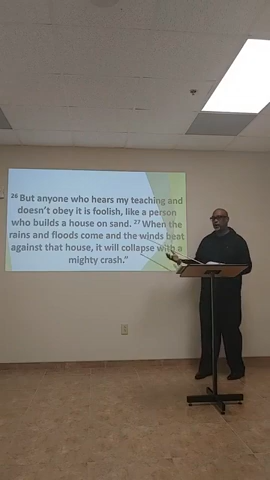 26 But anyone who hears my teaching and
doesn't obey it is foolish, like a person
who builds a house on sand. 27 When the
rains and floods come and the winds beat
against that house, it will collapse with a
mighty crash."